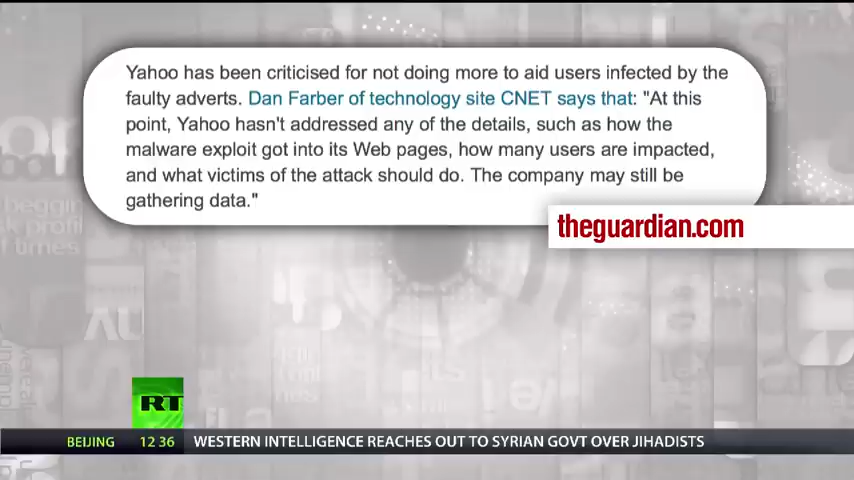 Yahoo has been criticised for not doing more to aid users infected by the
faulty adverts. Dan Farber of technology site CNET says that: "At this
point, Yahoo hasn't addressed any of the details, such as how the
malware exploit got into its Web pages, how many users are impacted,
and what victims of the attack should do. The company may still be
gathering data."
theguardian.com
RT
BEIJING 12 36 WESTERN INTELLIGENCE REACHES OUT TO SYRIAN GOVT OVER JIHADISTS